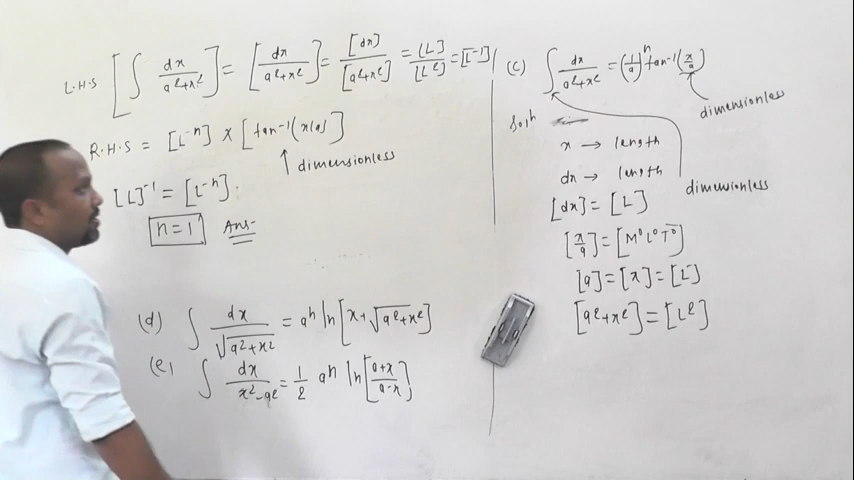 (c) ∫ dx/(a²+x²) = (1/a)ⁿ tan⁻¹(x/a)
dimensionless
Solⁿ
x → length
dx → length
dimensionless
[dx] = [L]
[x/a] = [M⁰L⁰T⁰]
[a] = [x] = [L]
[a²+x²] = [L²]
L.H.S [∫ dx/(a²+x²)] = [dx/(a²+x²)] = [dx]/[a²+x²] = [L]/[L²] = [L⁻¹]
R.H.S = [L⁻ⁿ] × [tan⁻¹(x/a)]
↑ dimensionless
[L]⁻¹ = [L⁻ⁿ]
n=1 Ans-
(d) ∫ dx/√(a²+x²) = aⁿ ln[x+√(a²+x²)]
(e) ∫ dx/(x²-a²) = 1/2 aⁿ ln[(a+x)/(a-x)]